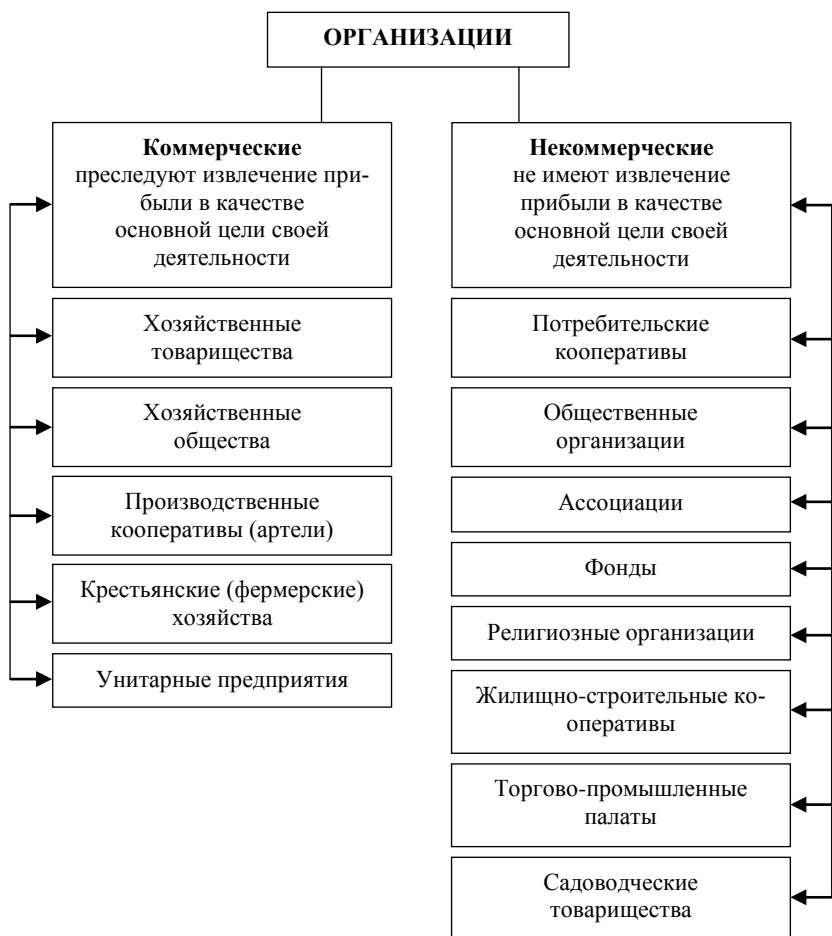 ОРГАНИЗАЦИИ
Коммерческие
преследуют извлечение при-
были в качестве
основной цели своей
деятельности
Хозяйственные
товарищества
Хозяйственные
общества
Производственные
кооперативы (артели)
Крестьянские (фермерские)
хозяйства
Унитарные предприятия
Некоммерческие
не имеют извлечение
прибыли в качестве
основной цели своей
деятельности
Потребительские
кооперативы
Общественные
организации
Ассоциации
Фонды
Религиозные организации
Жилищно-строительные ко-
оперативы
Торгово-промышленные
палаты
Садоводческие
товарищества